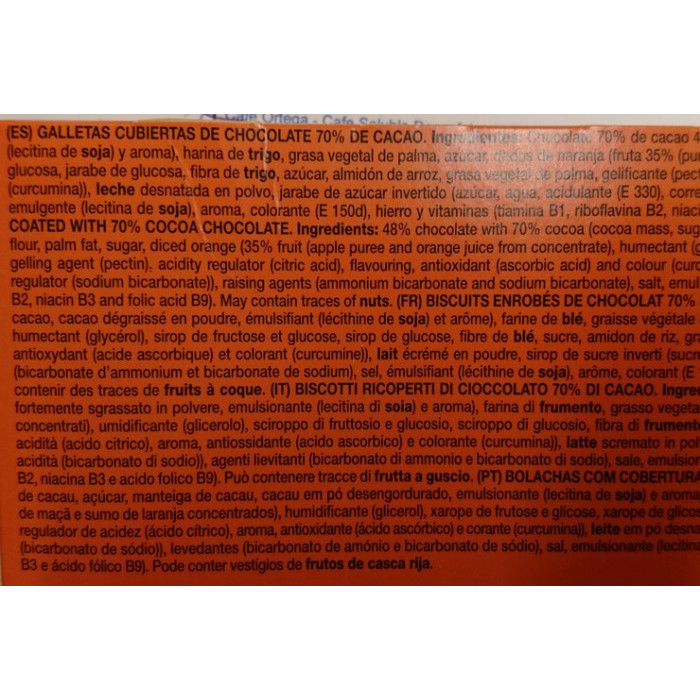 Café Ortega - Café Soluble
(ES) GALLETAS CUBIERTAS DE CHOCOLATE 70% DE CACAO. Ingredientes: Chocolate 70% de cacao 4
(lecitina de soja) y aroma), harina de trigo, grasa vegetal de palma, azúcar, dados de naranja (fruta 35% (pu
glucosa, jarabe de glucosa, fibra de trigo, azúcar, almidón de arroz, grasa vegetal de palma, gelificante (pect
(curcumina)), leche desnatada en polvo, jarabe de azúcar invertido (azúcar, agua, acidulante (E 330), corre
emulgente (lecitina de soja), aroma, colorante (E 150d), hierro y vitaminas (tiamina B1, riboflavina B2, niac
COATED WITH 70% COCOA CHOCOLATE. Ingredients: 48% chocolate with 70% cocoa (cocoa mass, sug
flour, palm fat, sugar, diced orange (35% fruit (apple puree and orange juice from concentrate), humectant (g
gelling agent (pectin), acidity regulator (citric acid), flavouring, antioxidant (ascorbic acid) and colour (cur
regulator (sodium bicarbonate)), raising agents (ammonium bicarbonate and sodium bicarbonate), salt, emul
B2, niacin B3 and folic acid B9). May contain traces of nuts. (FR) BISCUITS ENROBÉS DE CHOCOLAT 70%
cacao, cacao dégraissé en poudre, émulsifiant (lécithine de soja) et arôme), farine de blé, graisse végétale
humectant (glycérol), sirop de fructose et glucose, sirop de glucose, fibre de blé, sucre, amidon de riz, gra
antioxydant (acide ascorbique) et colorant (curcumine)), lait écrémé en poudre, sirop de sucre inverti (sucr
(bicarbonate d'ammonium et bicarbonate de sodium), sel, émulsifiant (lécithine de soja), arôme, colorant (E
contenir des traces de fruits à coque. (IT) BISCOTTI RICOPERTI DI CIOCCOLATO 70% DI CACAO. Ingred
fortemente sgrassato in polvere, emulsionante (lecitina di soia) e aroma), farina di frumento, grasso vegeta
concentrati), umidificante (glicerolo), sciroppo di fruttosio e glucosio, sciroppo di glucosio, fibra di frumento
acidità (acido citrico), aroma, antiossidante (acido ascorbico) e colorante (curcumina)), latte scremato in pol
acidità (bicarbonato di sodio)), agenti lievitanti (bicarbonato di ammonio e bicarbonato di sodio), sale, emulsion
B2, niacina B3 e acido folico B9). Può contenere tracce di frutta a guscio. (PT) BOLACHAS COM COBERTURA
de cacau, açúcar, manteiga de cacau, cacau em pó desengordurado, emulsionante (lecitina de soja) e aroma
de maçã e sumo de laranja concentrados), humidificante (glicerol), xarope de frutose e glicose, xarope de glicos
regulador de acidez (ácido cítrico), aroma, antioxidante (ácido ascórbico) e corante (curcumina)), leite em pó desna
(bicarbonato de sódio)), levedantes (bicarbonato de amónio e bicarbonato de sódio), sal, emulsionante (lecit
B3 e ácido fólico B9). Pode conter vestígios de frutos de casca rija.